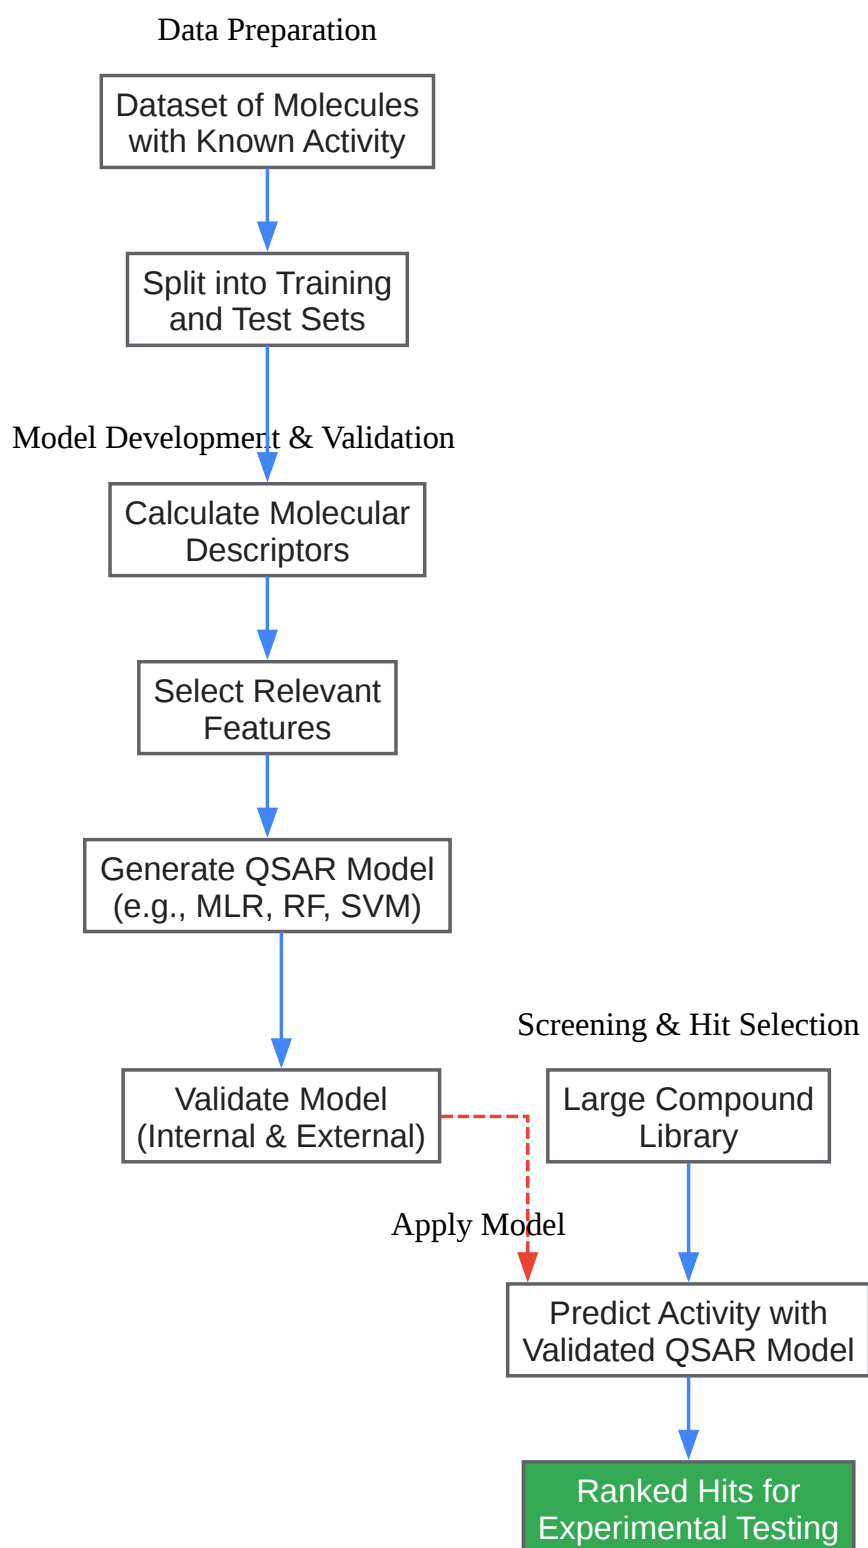 Data Preparation
Dataset of Molecules
with Known Activity
Split into Training
and Test Sets
Model Development & Validation
Calculate Molecular
Descriptors
Select Relevant
Features
Generate QSAR Model
(e.g., MLR, RF, SVM)
Validate Model
(Internal & External)
Screening & Hit Selection
Large Compound
Library
Apply Model
Predict Activity with
Validated QSAR Model
Ranked Hits for
Experimental Testing